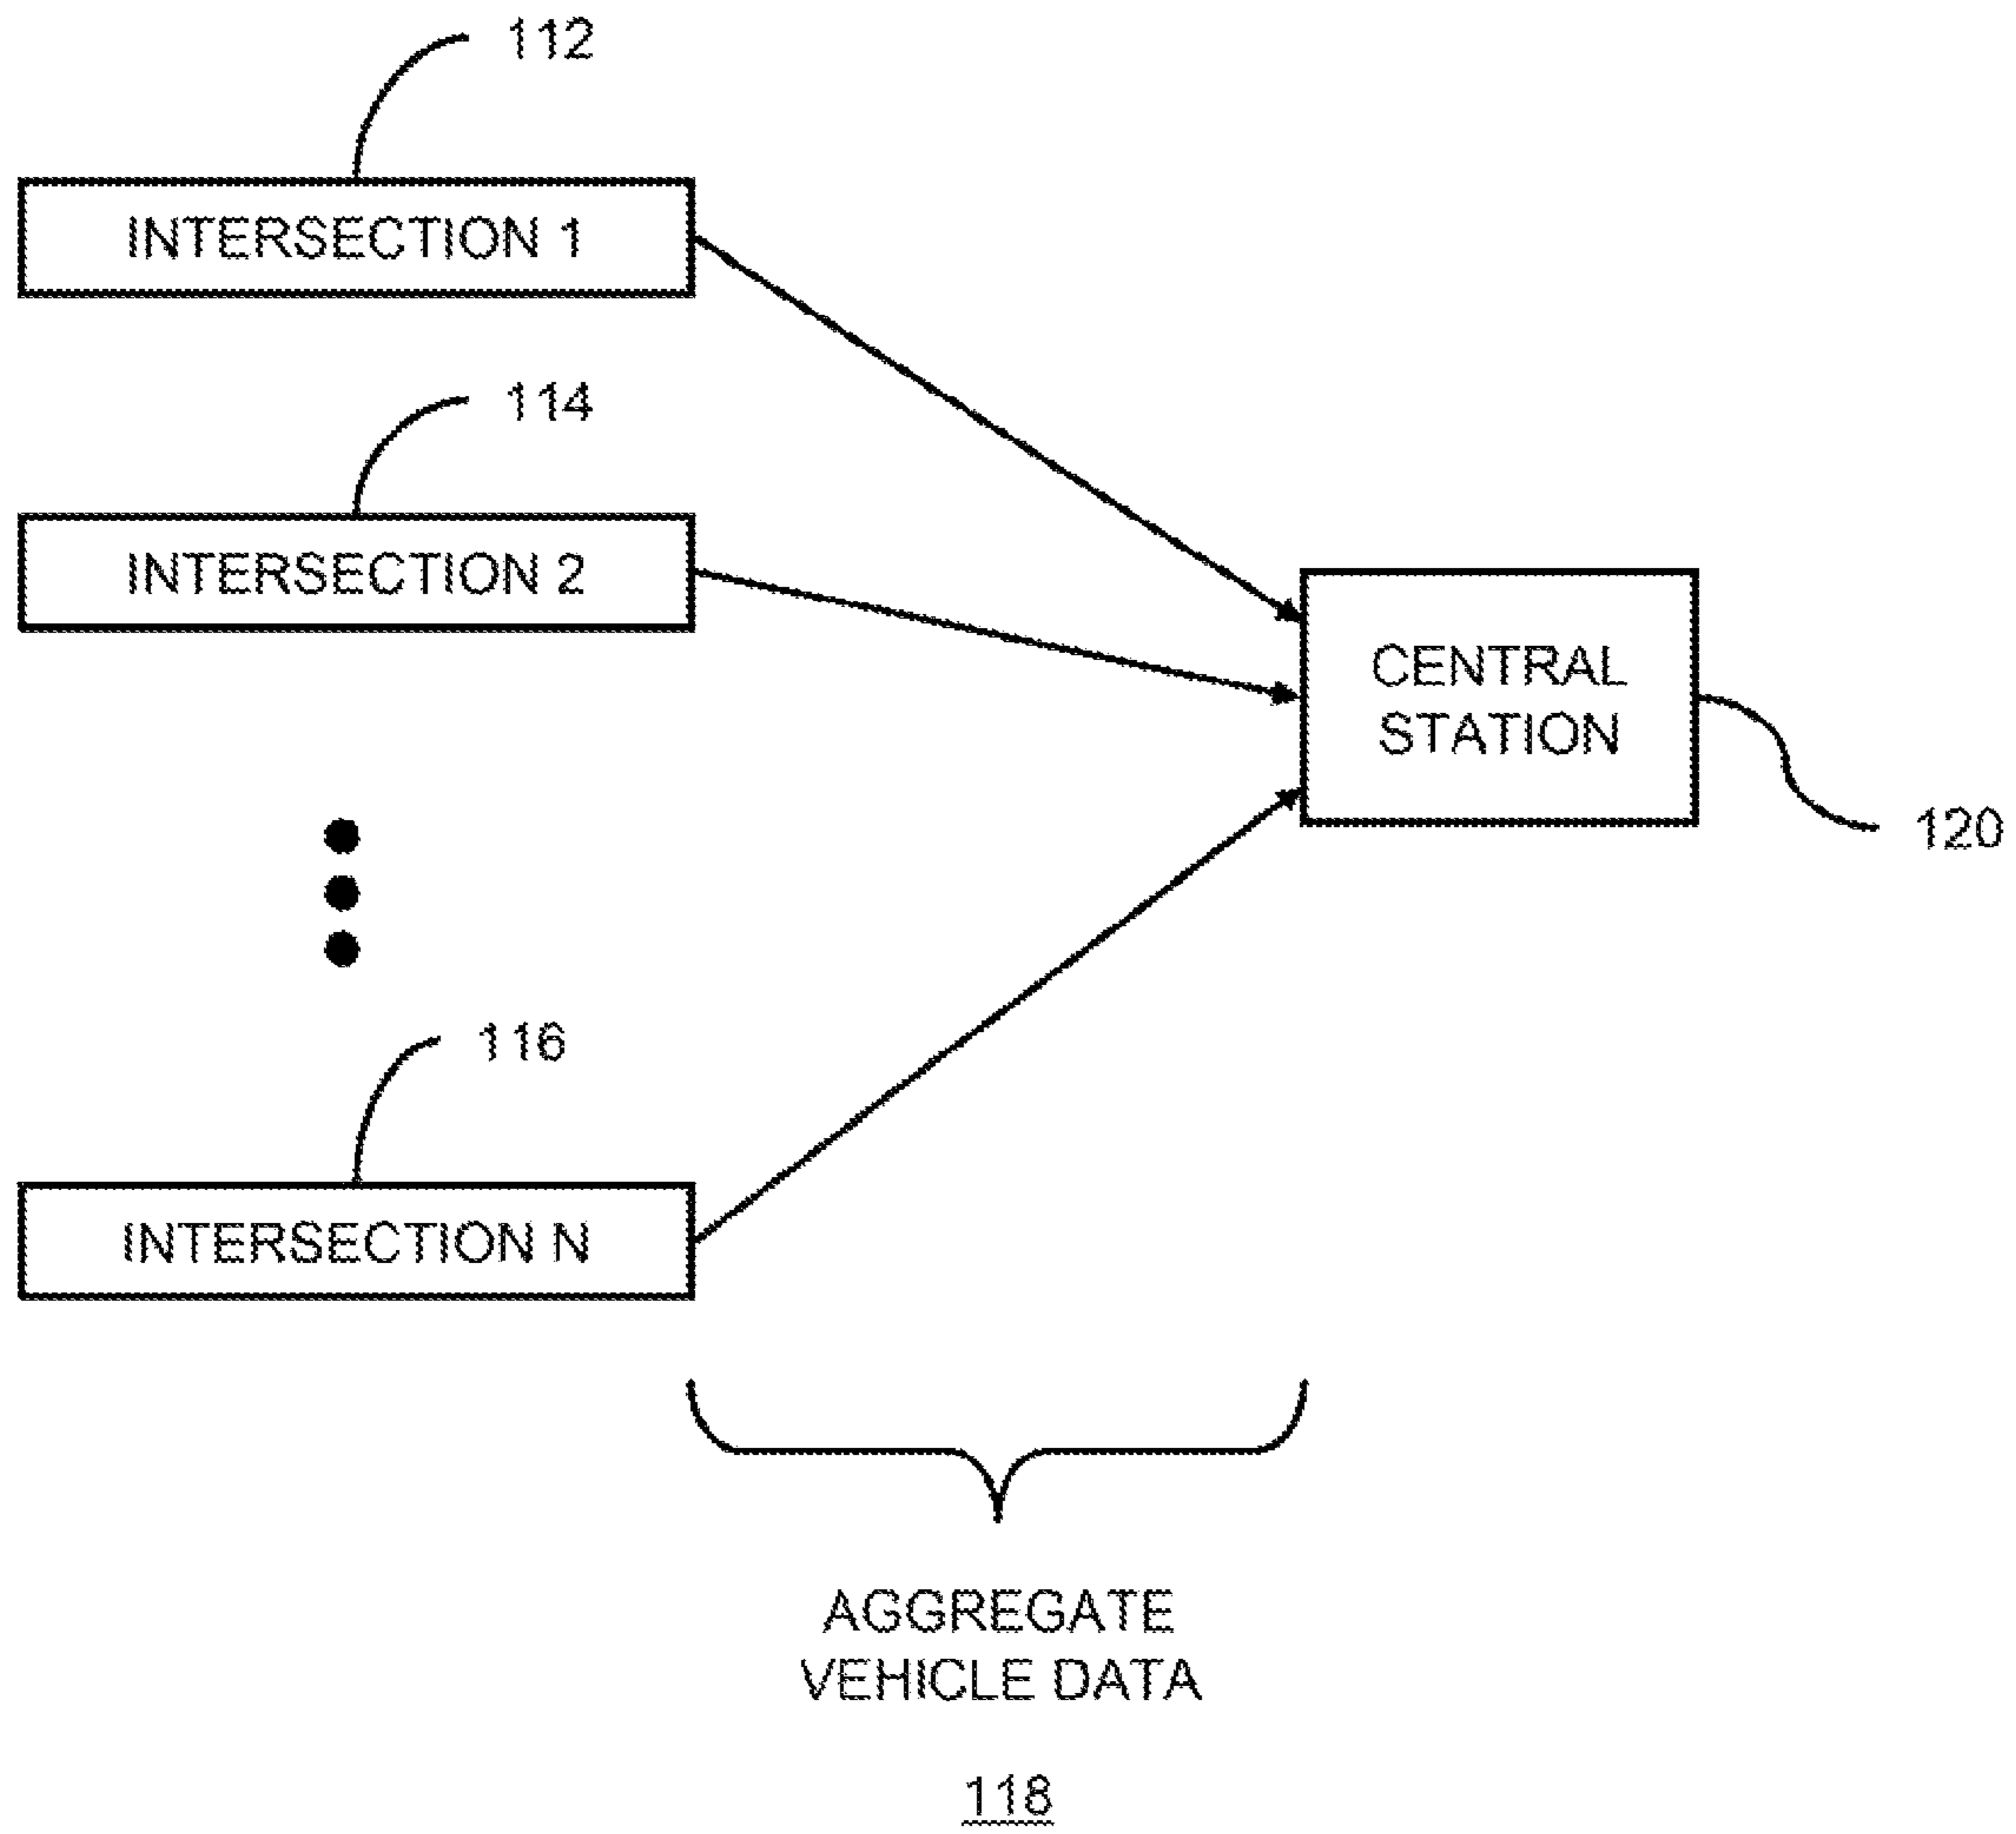 112
INTERSECTION 1
114
INTERSECTION 2
CENTRAL
STATION
120
116
INTERSECTION N
AGGREGATE
VEHICLE DATA
118